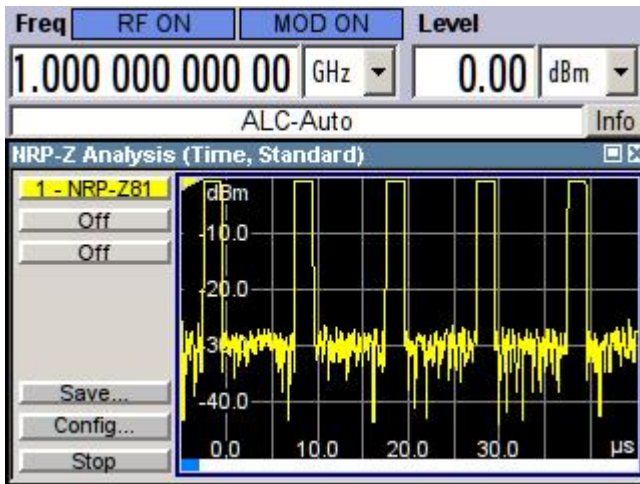 Freq RF ON MOD ON Level
1.000 000 000 00 GHz 0.00 dBm
ALC-Auto Info
NRP-Z Analysis (Time, Standard)
1 - NRP-Z81
Off
Off
Save...
Config...
Stop
dBm
-10.0
-20.0
-40.0
0,0 10.0 20.0 30.0 µs